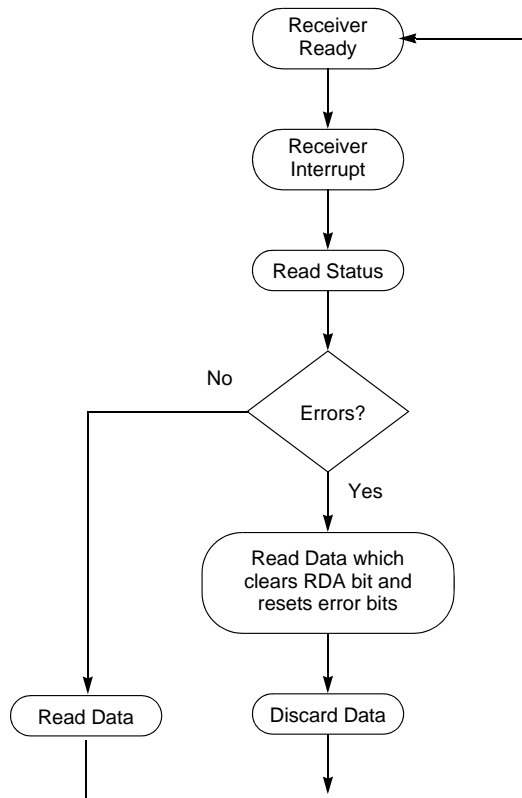 Receiver
Ready
Receiver
Interrupt
Read Status
No
Errors?
Yes
Read Data which
clears RDA bit and
resets error bits
Read Data
Discard Data